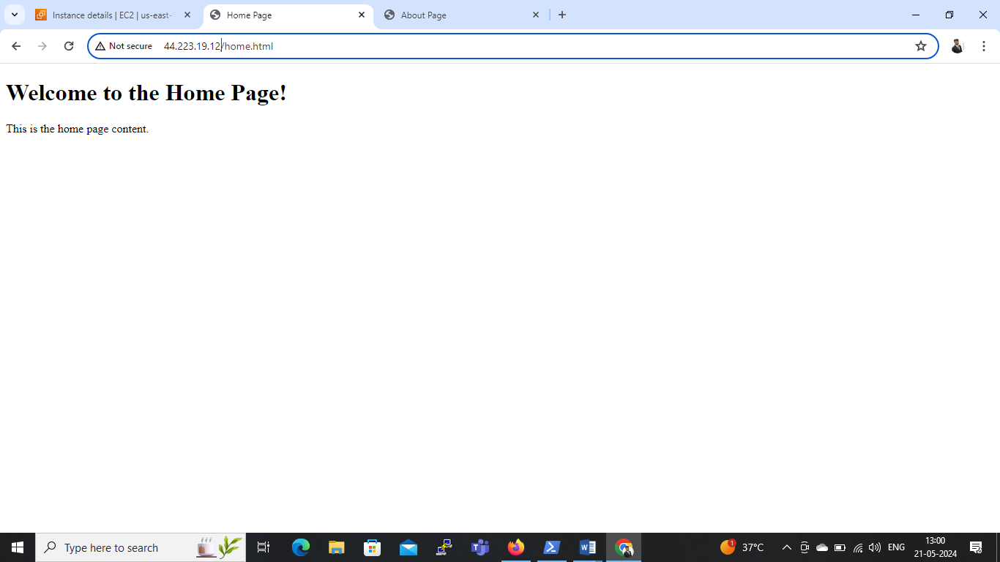 Instance details | EC2 | us-east-
Home Page
About Page
Not secure
44.223.19.12/home.html
Welcome to the Home Page!
This is the home page content.
Type here to search
1
37°C
ENG
13:00
21-05-2024